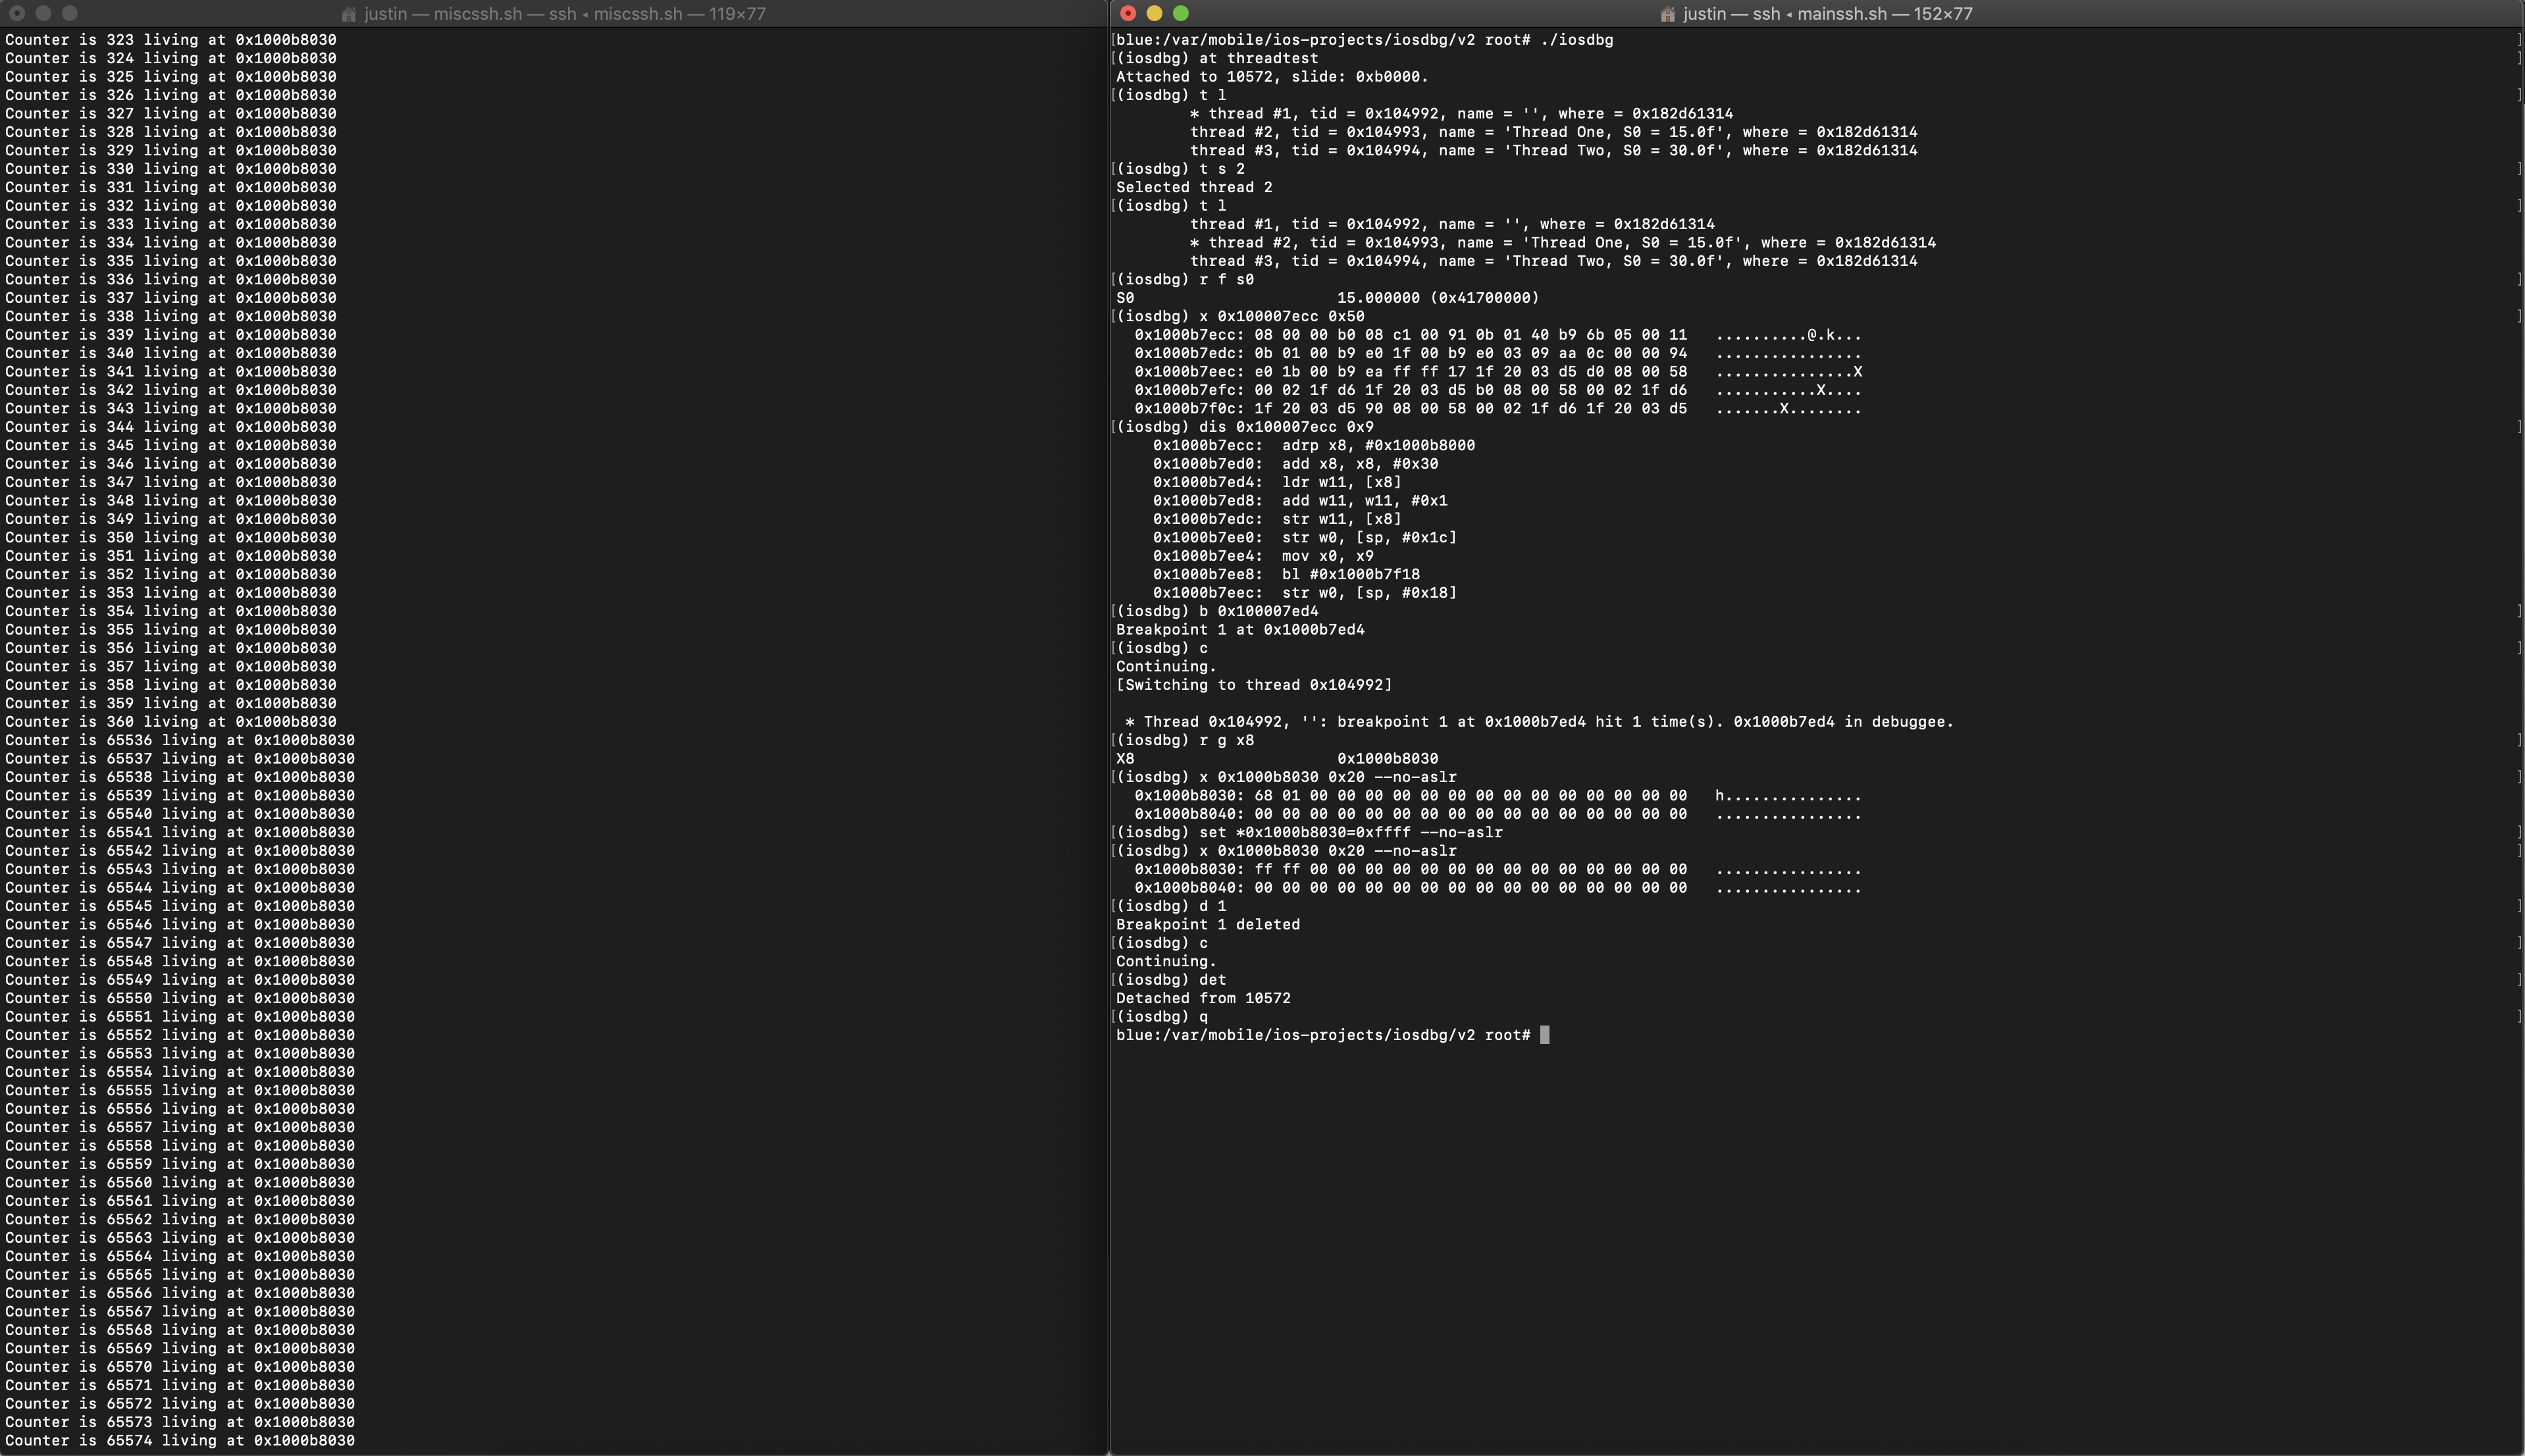 justin — miscssh.sh — ssh ◂ miscssh.sh — 119×77
Counter is 323 living at 0x1000b8030
Counter is 324 living at 0x1000b8030
Counter is 325 living at 0x1000b8030
Counter is 326 living at 0x1000b8030
Counter is 327 living at 0x1000b8030
Counter is 328 living at 0x1000b8030
Counter is 329 living at 0x1000b8030
Counter is 330 living at 0x1000b8030
Counter is 331 living at 0x1000b8030
Counter is 332 living at 0x1000b8030
Counter is 333 living at 0x1000b8030
Counter is 334 living at 0x1000b8030
Counter is 335 living at 0x1000b8030
Counter is 336 living at 0x1000b8030
Counter is 337 living at 0x1000b8030
Counter is 338 living at 0x1000b8030
Counter is 339 living at 0x1000b8030
Counter is 340 living at 0x1000b8030
Counter is 341 living at 0x1000b8030
Counter is 342 living at 0x1000b8030
Counter is 343 living at 0x1000b8030
Counter is 344 living at 0x1000b8030
Counter is 345 living at 0x1000b8030
Counter is 346 living at 0x1000b8030
Counter is 347 living at 0x1000b8030
Counter is 348 living at 0x1000b8030
Counter is 349 living at 0x1000b8030
Counter is 350 living at 0x1000b8030
Counter is 351 living at 0x1000b8030
Counter is 352 living at 0x1000b8030
Counter is 353 living at 0x1000b8030
Counter is 354 living at 0x1000b8030
Counter is 355 living at 0x1000b8030
Counter is 356 living at 0x1000b8030
Counter is 357 living at 0x1000b8030
Counter is 358 living at 0x1000b8030
Counter is 359 living at 0x1000b8030
Counter is 360 living at 0x1000b8030
Counter is 65536 living at 0x1000b8030
Counter is 65537 living at 0x1000b8030
Counter is 65538 living at 0x1000b8030
Counter is 65539 living at 0x1000b8030
Counter is 65540 living at 0x1000b8030
Counter is 65541 living at 0x1000b8030
Counter is 65542 living at 0x1000b8030
Counter is 65543 living at 0x1000b8030
Counter is 65544 living at 0x1000b8030
Counter is 65545 living at 0x1000b8030
Counter is 65546 living at 0x1000b8030
Counter is 65547 living at 0x1000b8030
Counter is 65548 living at 0x1000b8030
Counter is 65549 living at 0x1000b8030
Counter is 65550 living at 0x1000b8030
Counter is 65551 living at 0x1000b8030
Counter is 65552 living at 0x1000b8030
Counter is 65553 living at 0x1000b8030
Counter is 65554 living at 0x1000b8030
Counter is 65555 living at 0x1000b8030
Counter is 65556 living at 0x1000b8030
Counter is 65557 living at 0x1000b8030
Counter is 65558 living at 0x1000b8030
Counter is 65559 living at 0x1000b8030
Counter is 65560 living at 0x1000b8030
Counter is 65561 living at 0x1000b8030
Counter is 65562 living at 0x1000b8030
Counter is 65563 living at 0x1000b8030
Counter is 65564 living at 0x1000b8030
Counter is 65565 living at 0x1000b8030
Counter is 65566 living at 0x1000b8030
Counter is 65567 living at 0x1000b8030
Counter is 65568 living at 0x1000b8030
Counter is 65569 living at 0x1000b8030
Counter is 65570 living at 0x1000b8030
Counter is 65571 living at 0x1000b8030
Counter is 65572 living at 0x1000b8030
Counter is 65573 living at 0x1000b8030
Counter is 65574 living at 0x1000b8030
justin — ssh ◂ mainssh.sh — 152×77
[blue:/var/mobile/ios-projects/iosdbg/v2 root# ./iosdbg ]
[(iosdbg) at threadtest ]
Attached to 10572, slide: 0xb0000.
[(iosdbg) t l ]
* thread #1, tid = 0x104992, name = '', where = 0x182d61314
thread #2, tid = 0x104993, name = 'Thread One, S0 = 15.0f', where = 0x182d61314
thread #3, tid = 0x104994, name = 'Thread Two, S0 = 30.0f', where = 0x182d61314
[(iosdbg) t s 2 ]
Selected thread 2
[(iosdbg) t l ]
thread #1, tid = 0x104992, name = '', where = 0x182d61314
* thread #2, tid = 0x104993, name = 'Thread One, S0 = 15.0f', where = 0x182d61314
thread #3, tid = 0x104994, name = 'Thread Two, S0 = 30.0f', where = 0x182d61314
[(iosdbg) r f s0 ]
S0 15.000000 (0x41700000)
[(iosdbg) x 0x100007ecc 0x50 ]
0x1000b7ecc: 08 00 00 b0 08 c1 00 91 0b 01 40 b9 6b 05 00 11 ..........@.k...
0x1000b7edc: 0b 01 00 b9 e0 1f 00 b9 e0 03 09 aa 0c 00 00 94 ................
0x1000b7eec: e0 1b 00 b9 ea ff ff 17 1f 20 03 d5 d0 08 00 58 ...............X
0x1000b7efc: 00 02 1f d6 1f 20 03 d5 b0 08 00 58 00 02 1f d6 ...........X....
0x1000b7f0c: 1f 20 03 d5 90 08 00 58 00 02 1f d6 1f 20 03 d5 .......X........
[(iosdbg) dis 0x100007ecc 0x9 ]
0x1000b7ecc: adrp x8, #0x1000b8000
0x1000b7ed0: add x8, x8, #0x30
0x1000b7ed4: ldr w11, [x8]
0x1000b7ed8: add w11, w11, #0x1
0x1000b7edc: str w11, [x8]
0x1000b7ee0: str w0, [sp, #0x1c]
0x1000b7ee4: mov x0, x9
0x1000b7ee8: bl #0x1000b7f18
0x1000b7eec: str w0, [sp, #0x18]
[(iosdbg) b 0x100007ed4 ]
Breakpoint 1 at 0x1000b7ed4
[(iosdbg) c ]
Continuing.
[Switching to thread 0x104992]
* Thread 0x104992, '': breakpoint 1 at 0x1000b7ed4 hit 1 time(s). 0x1000b7ed4 in debuggee.
[(iosdbg) r g x8 ]
X8 0x1000b8030
[(iosdbg) x 0x1000b8030 0x20 --no-aslr ]
0x1000b8030: 68 01 00 00 00 00 00 00 00 00 00 00 00 00 00 00 h...............
0x1000b8040: 00 00 00 00 00 00 00 00 00 00 00 00 00 00 00 00 ................
[(iosdbg) set *0x1000b8030=0xffff --no-aslr ]
[(iosdbg) x 0x1000b8030 0x20 --no-aslr ]
0x1000b8030: ff ff 00 00 00 00 00 00 00 00 00 00 00 00 00 00 ................
0x1000b8040: 00 00 00 00 00 00 00 00 00 00 00 00 00 00 00 00 ................
[(iosdbg) d 1 ]
Breakpoint 1 deleted
[(iosdbg) c ]
Continuing.
[(iosdbg) det ]
Detached from 10572
[(iosdbg) q ]
blue:/var/mobile/ios-projects/iosdbg/v2 root#